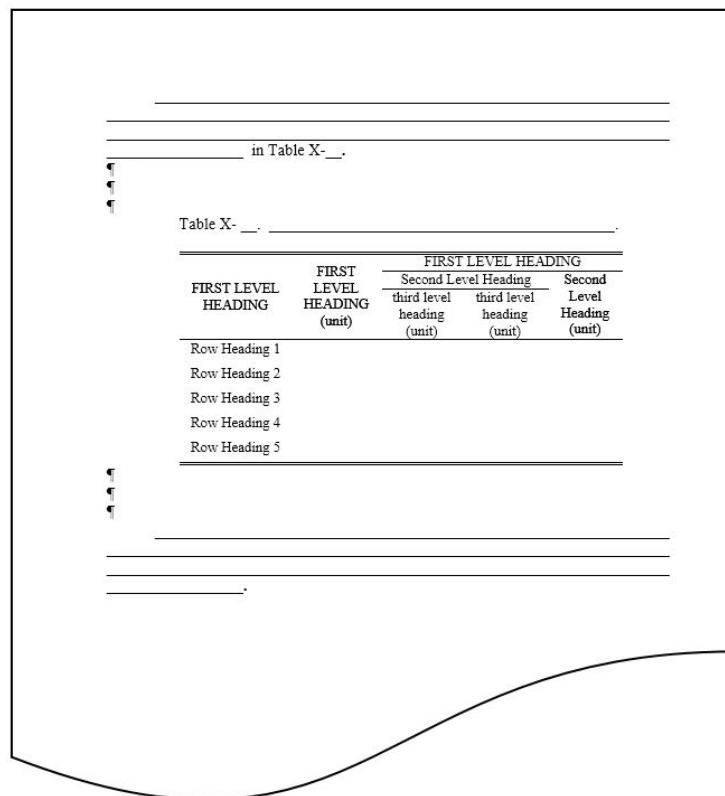 in Table X-__.
¶
¶
¶
Table X- __. ____________________.
FIRST LEVEL
HEADING
FIRST
LEVEL
HEADING
(unit)
FIRST LEVEL HEADING
Second Level Heading
third level
heading
(unit)
third level
heading
(unit)
Second
Level
Heading
(unit)
Row Heading 1
Row Heading 2
Row Heading 3
Row Heading 4
Row Heading 5
¶
¶
¶